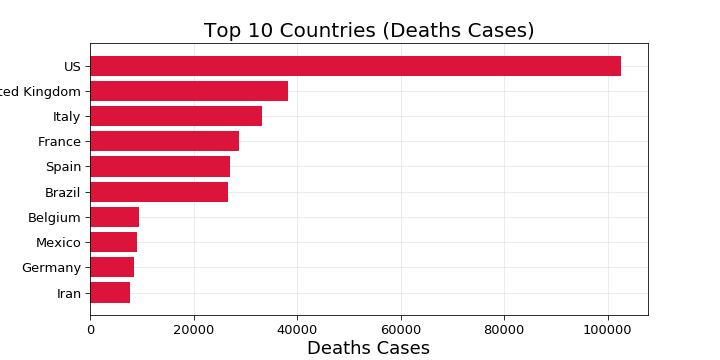 Top 10 Countries (Deaths Cases)
US
ted Kingdom
Italy
France
Spain
Brazil
Belgium
Mexico
Germany
Iran
0 20000 40000 60000 80000 100000
Deaths Cases